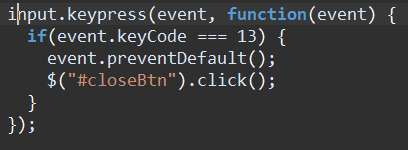 input.keypress(event, function(event) {
  if(event.keyCode === 13) {
    event.preventDefault();
    $("#closeBtn").click();
  }
});